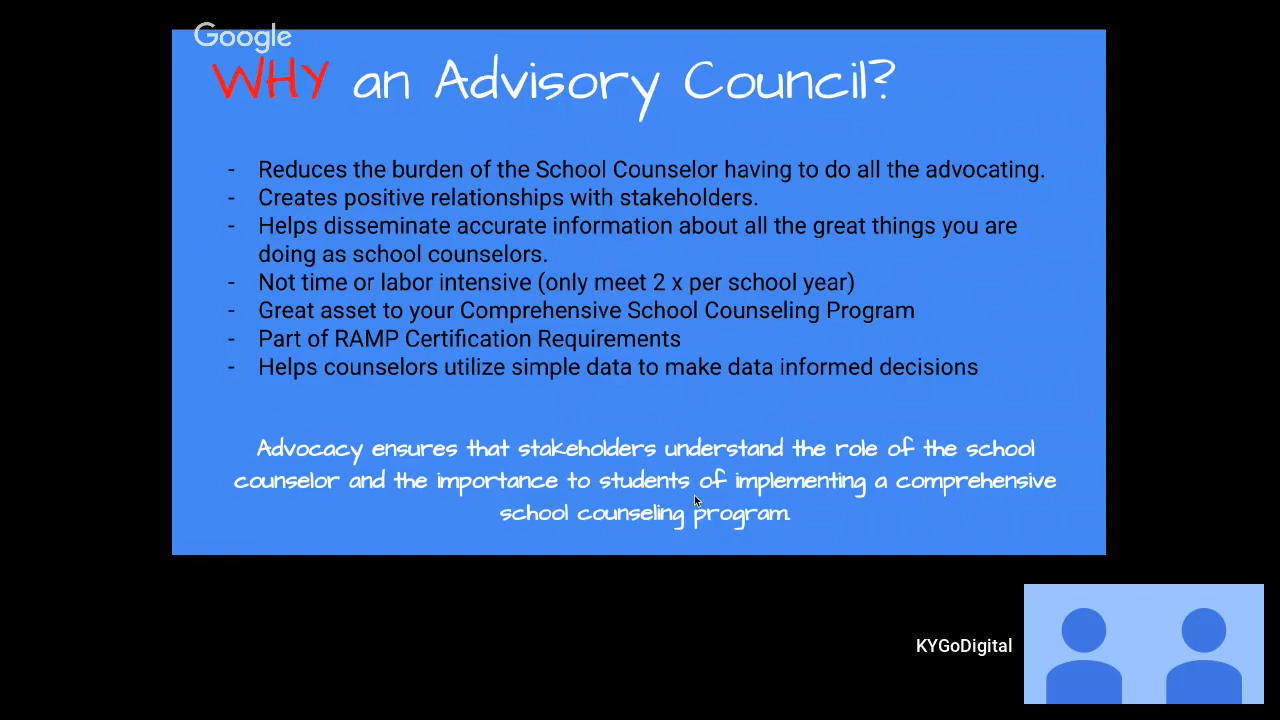 Google
WHY an Advisory Council?
- Reduces the burden of the School Counselor having to do all the advocating.
- Creates positive relationships with stakeholders.
- Helps disseminate accurate information about all the great things you are
doing as school counselors.
- Not time or labor intensive (only meet 2 x per school year)
- Great asset to your Comprehensive School Counseling Program
- Part of RAMP Certification Requirements
- Helps counselors utilize simple data to make data informed decisions
Advocacy ensures that stakeholders understand the role of the school
counselor and the importance to students of implementing a comprehensive
school counseling program.
KYGoDigital